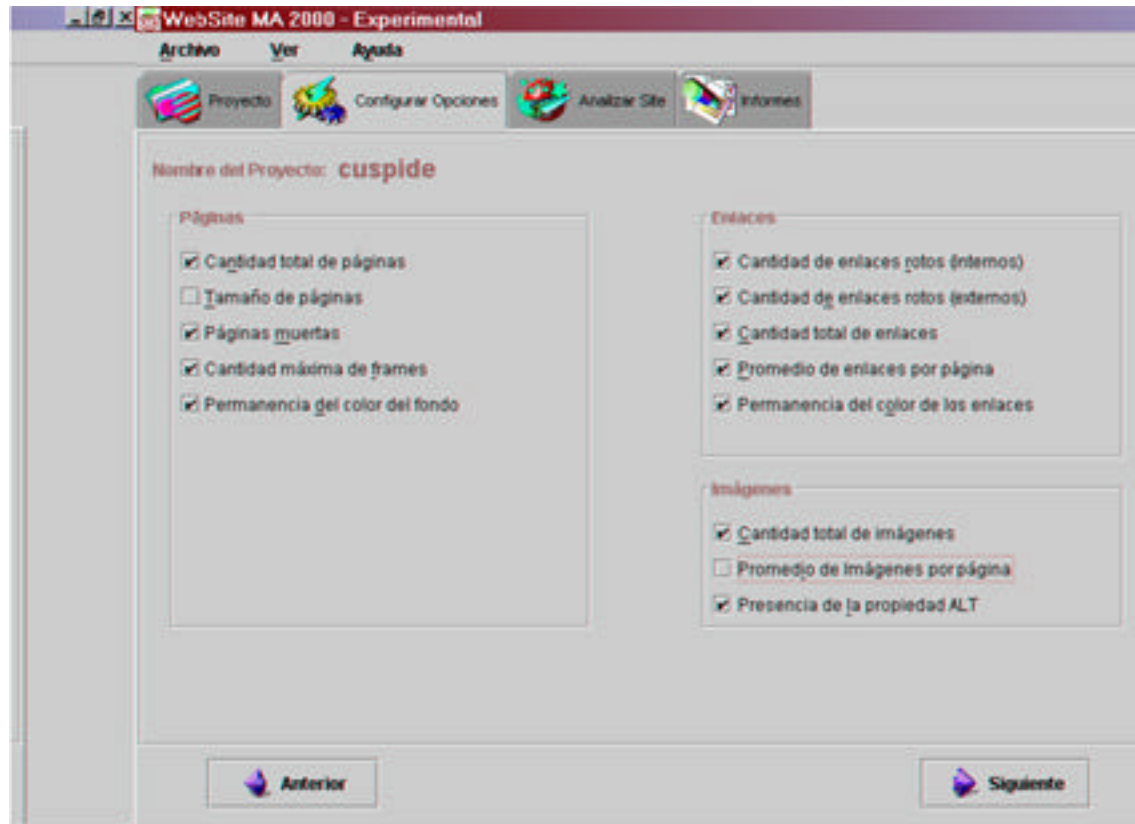 WebSite MA 2000 - Experimental
Archivo Ver Ayuda
Proyecto Configurar Opciones Analizar Site Informes
Nombre del Proyecto: cuspide
Páginas
Cantidad total de páginas
Tamaño de páginas
Páginas muertas
Cantidad máxima de frames
Permanencia del color del fondo
Enlaces
Cantidad de enlaces rotos (internos)
Cantidad de enlaces rotos (externos)
Cantidad total de enlaces
Promedio de enlaces por página
Permanencia del color de los enlaces
Imágenes
Cantidad total de imágenes
Promedio de Imágenes por página
Presencia de la propiedad ALT
Anterior Siguiente